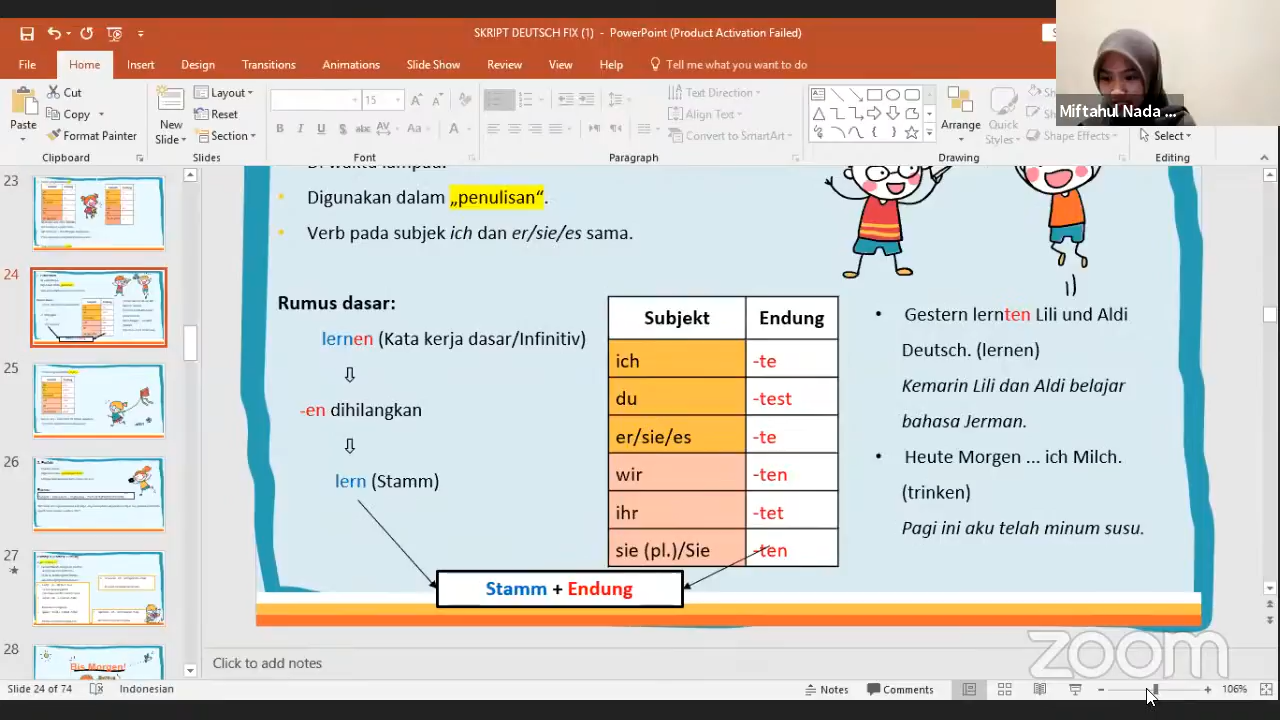 SKRIPT DEUTSCH FIX (1) - PowerPoint (Product Activation Failed)
File Home Insert Design Transitions Animations Slide Show Review View Help Tell me what you want to do
Paste
Cut
Copy
Format Painter
Clipboard
New Slide
Layout
Reset
Section
Slides
15
B I U S
Aa A
Font
Text Direction
Align Text
Convert to SmartArt
Paragraph
Arrange
Quick Styles
Shape Effects
Drawing
Select
Editing
Miftahul Nada ...
23
24
25
26
27
28
Bis Morgen!
Digunakan dalam „penulisan“.
Verb pada subjek ich dan er/sie/es sama.
Rumus dasar:
lernen (Kata kerja dasar/Infinitiv)
⇩
-en dihilangkan
⇩
lern (Stamm)
Subjekt Endung
ich -te
du -test
er/sie/es -te
wir -ten
ihr -tet
sie (pl.)/Sie -ten
Stamm + Endung
• Gestern lernten Lili und Aldi
Deutsch. (lernen)
Kemarin Lili dan Aldi belajar
bahasa Jerman.
• Heute Morgen ... ich Milch.
(trinken)
Pagi ini aku telah minum susu.
zoom
Click to add notes
Slide 24 of 74 Indonesian Notes Comments 106%